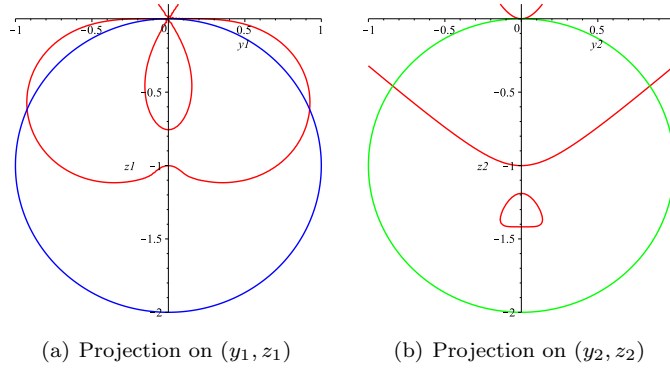 -1 -0.5 0 0.5 1
y1
-0.5
z1 -1
-1.5
-2
-1 -0.5 0 0.5
y2
-0.5
z2 -1
-1.5
-2
(a) Projection on (y₁, z₁)
(b) Projection on (y₂, z₂)